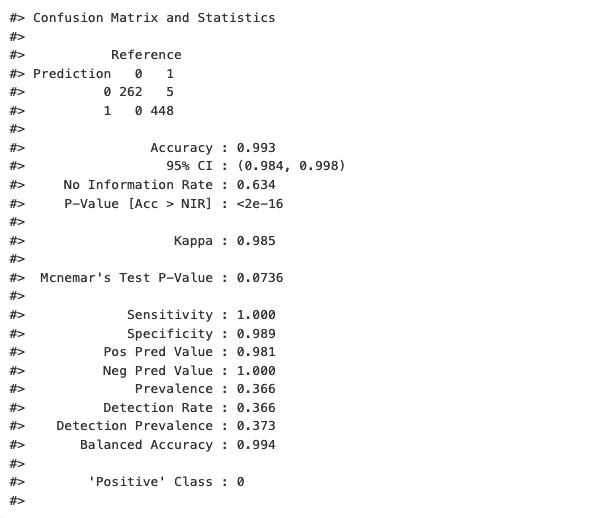 #> Confusion Matrix and Statistics
#>
#>           Reference
#> Prediction   0   1
#>          0 262   5
#>          1   0 448
#>
#>                Accuracy : 0.993
#>                  95% CI : (0.984, 0.998)
#>     No Information Rate : 0.634
#>     P-Value [Acc > NIR] : <2e-16
#>
#>                   Kappa : 0.985
#>
#>  Mcnemar's Test P-Value : 0.0736
#>
#>             Sensitivity : 1.000
#>             Specificity : 0.989
#>          Pos Pred Value : 0.981
#>          Neg Pred Value : 1.000
#>              Prevalence : 0.366
#>          Detection Rate : 0.366
#>    Detection Prevalence : 0.373
#>       Balanced Accuracy : 0.994
#>
#>        'Positive' Class : 0
#>